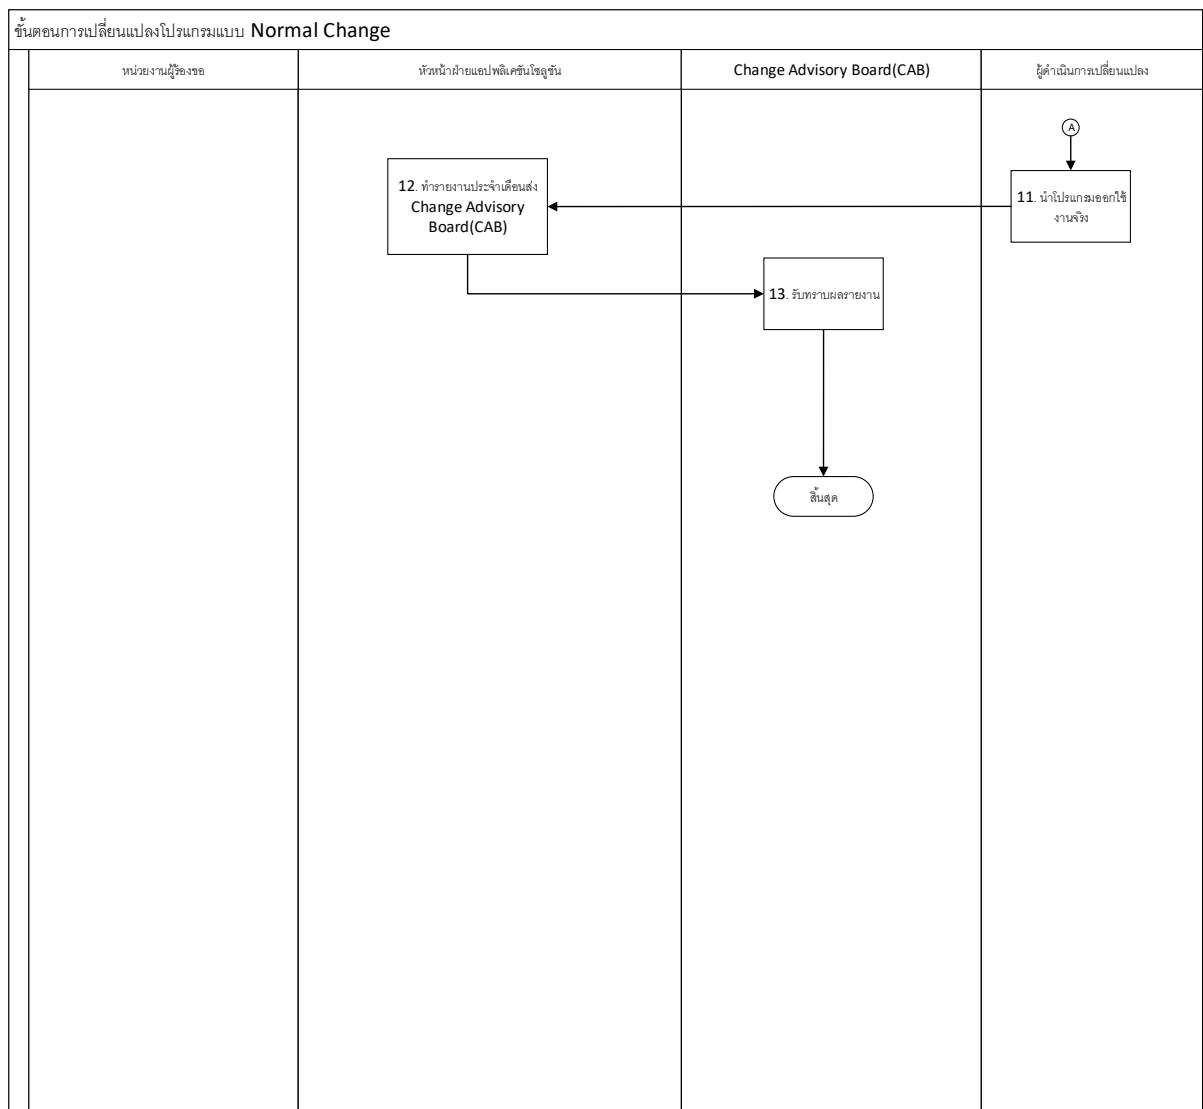 ขั้นตอนการเปลี่ยนแปลงโปรแกรมแบบ Normal Change
หน่วยงานผู้ร้องขอ
หัวหน้าฝ่ายแอปพลิเคชันโซลูชัน
Change Advisory Board(CAB)
ผู้ดำเนินการเปลี่ยนแปลง
A
12. ทำรายงานประจำเดือนส่ง
Change Advisory
Board(CAB)
11. นำโปรแกรมออกใช้
งานจริง
13. รับทราบผลรายงาน
สิ้นสุด